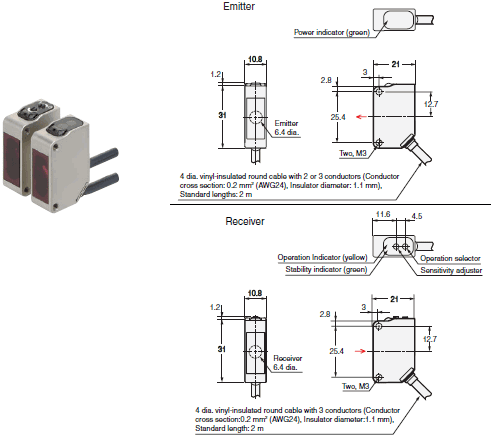 Emitter
Power indicator (green)
10.8
1.2
31
Emitter
6.4 dia.
21
3
2.8
25.4
12.7
Two, M3
4 dia. vinyl-insulated round cable with 2 or 3 conductors (Conductor
cross section: 0.2 mm² (AWG24), Insulator diameter: 1.1 mm),
Standard lengths: 2 m
Receiver
11.6
4.5
Operation Indicator (yellow)
Operation selector
Stability indicator (green)
Sensitivity adjuster
10.8
1.2
31
Receiver
6.4 dia.
21
3
2.8
25.4
12.7
Two, M3
4 dia. vinyl-insulated round cable with 3 conductors (Conductor
cross section:0.2 mm² (AWG24), Insulator diameter:1.1 mm),
Standard length: 2 m